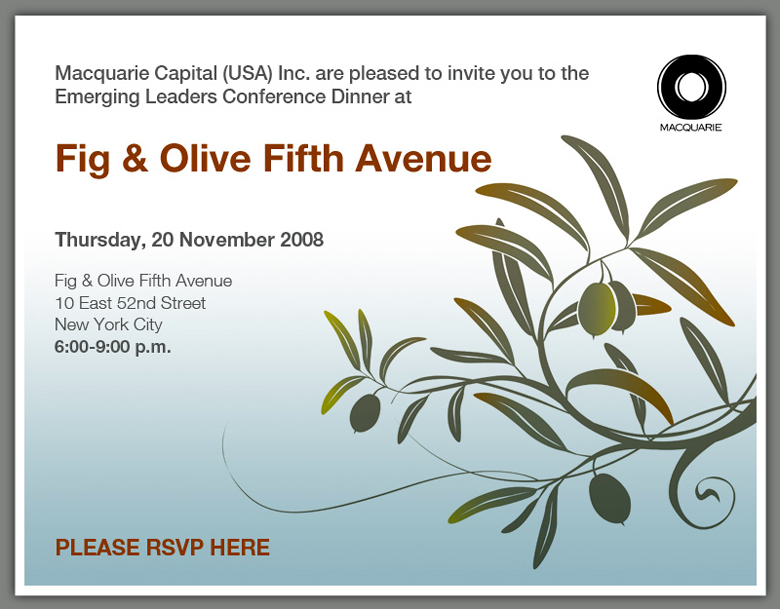 Macquarie Capital (USA) Inc. are pleased to invite you to the
Emerging Leaders Conference Dinner at
MACQUARIE
Fig & Olive Fifth Avenue
Thursday, 20 November 2008
Fig & Olive Fifth Avenue
10 East 52nd Street
New York City
6:00-9:00 p.m.
PLEASE RSVP HERE